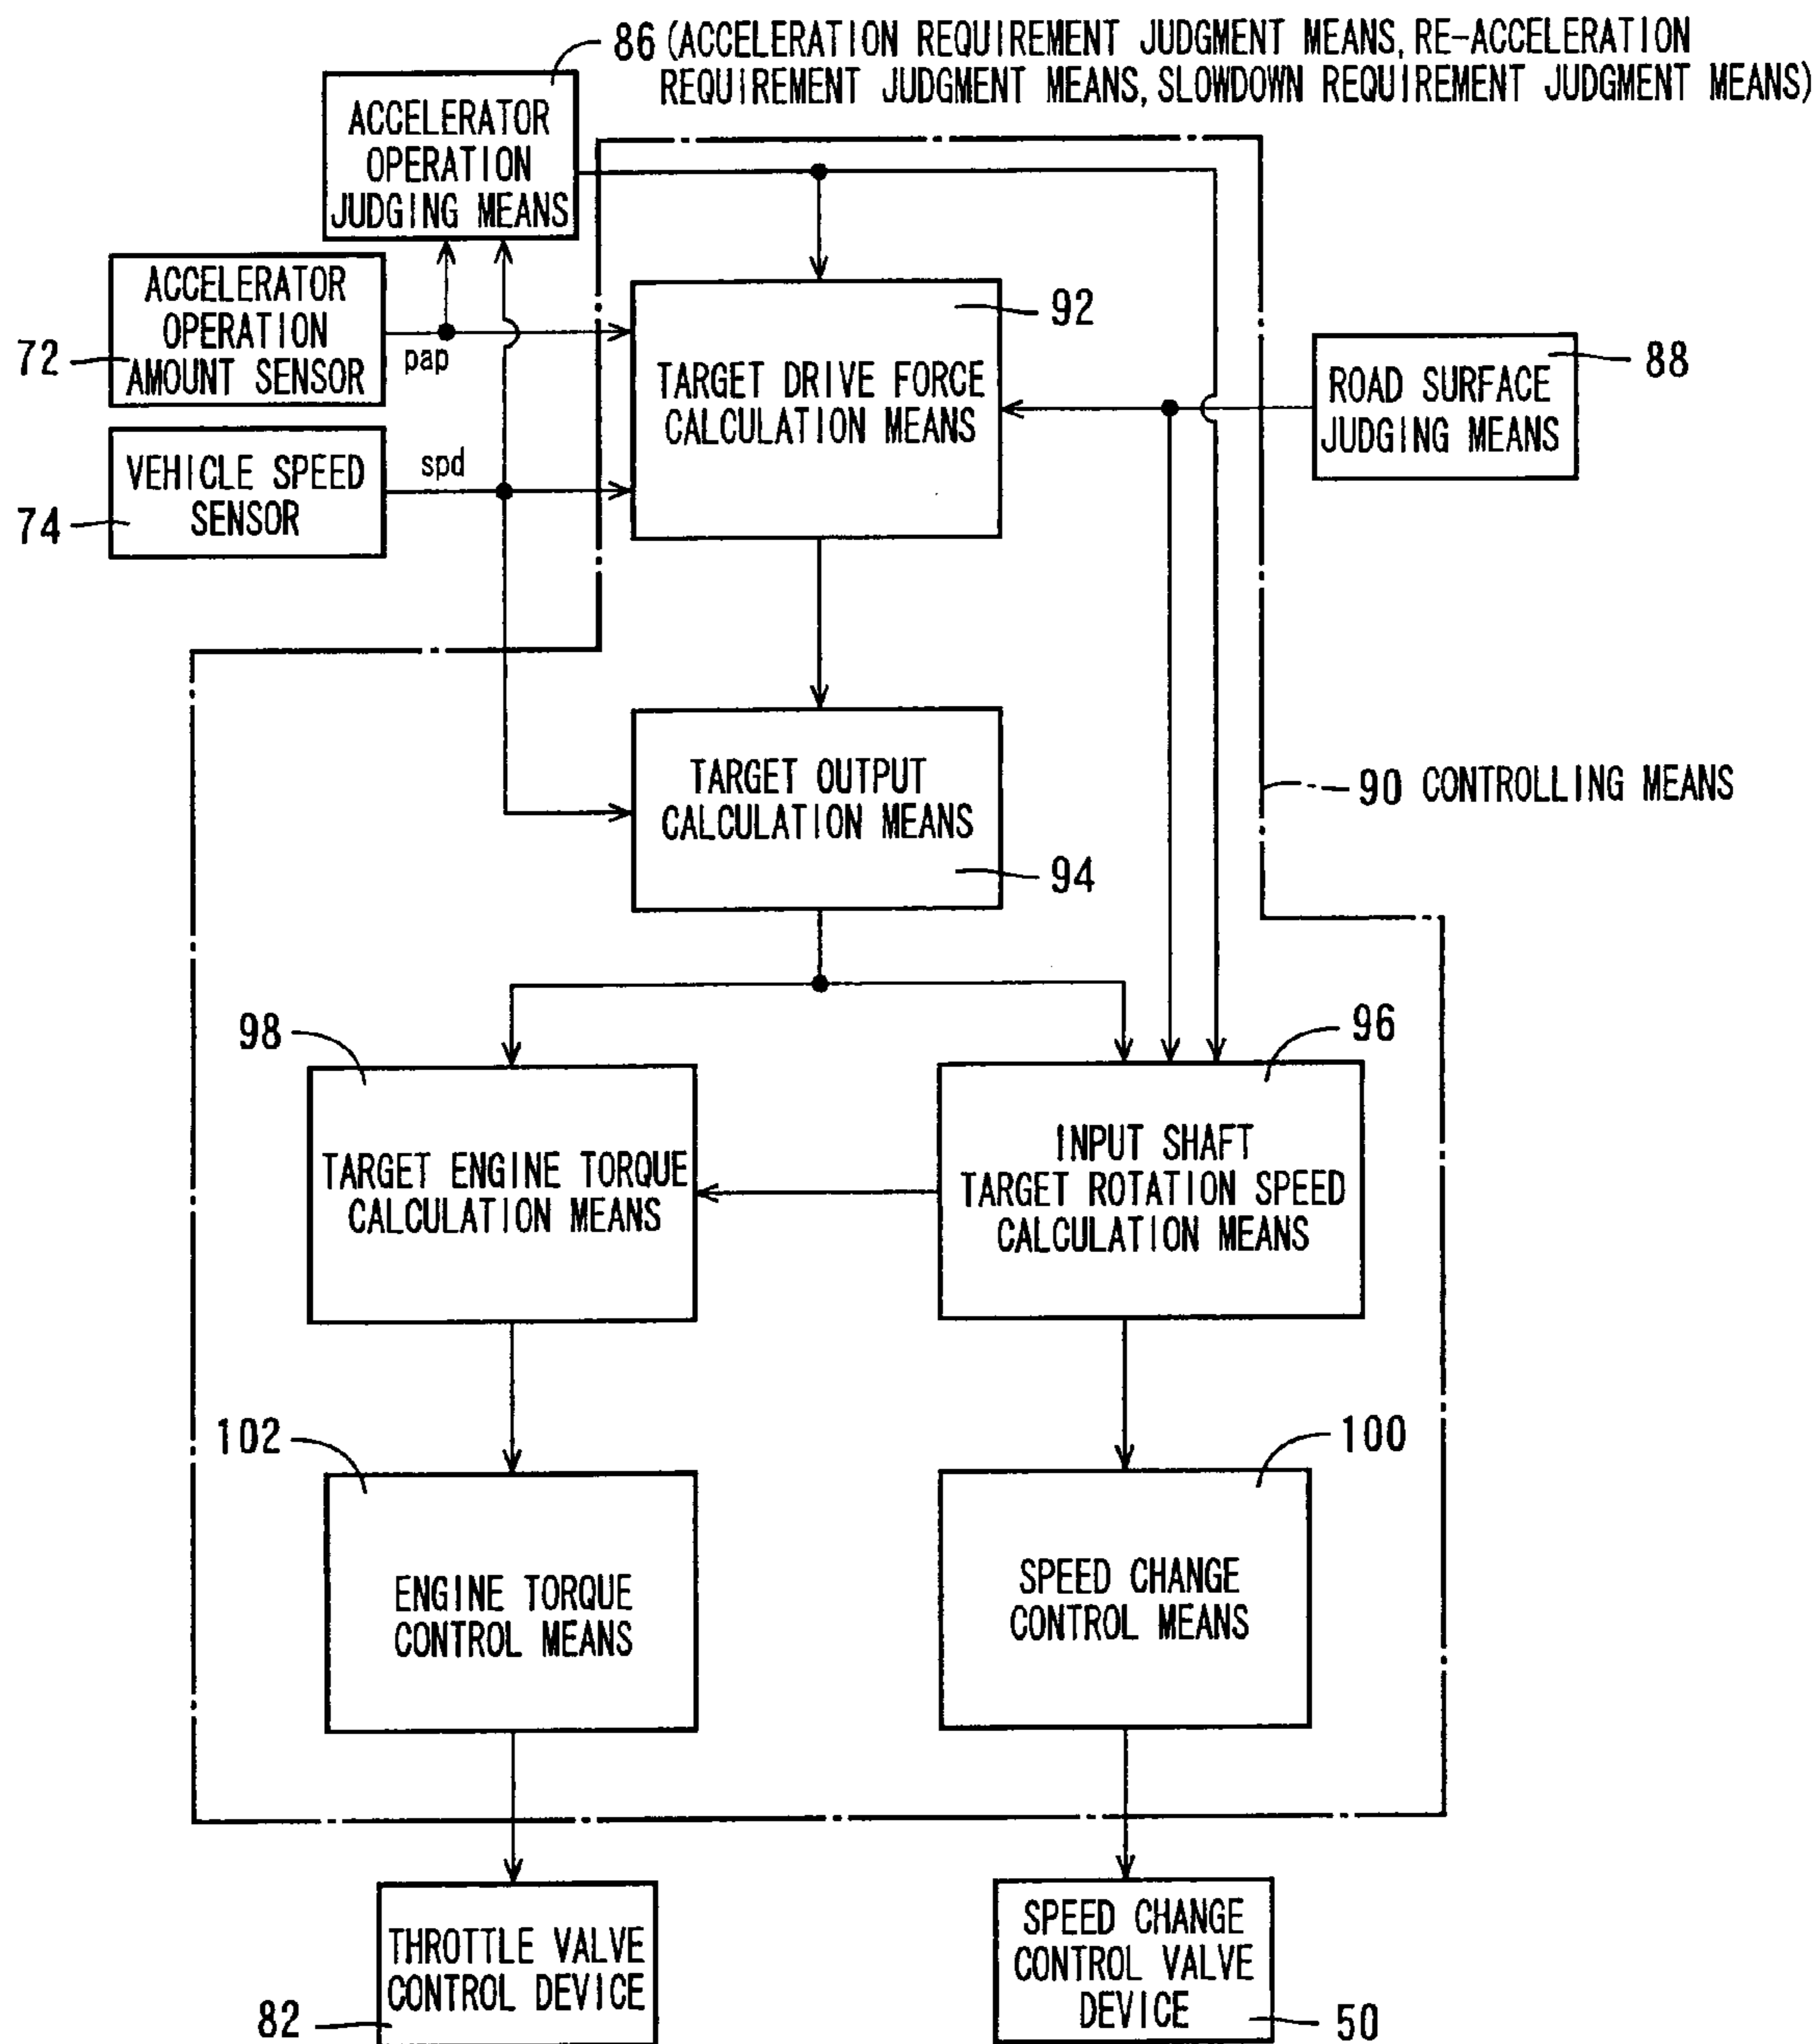 86 (ACCELERATION REQUIREMENT JUDGMENT MEANS, RE-ACCELERATION
REQUIREMENT JUDGMENT MEANS, SLOWDOWN REQUIREMENT JUDGMENT MEANS)
ACCELERATOR
OPERATION
JUDGING MEANS
ACCELERATOR
OPERATION
AMOUNT SENSOR
72
pap
VEHICLE SPEED
SENSOR
74
spd
92
TARGET DRIVE FORCE
CALCULATION MEANS
88
ROAD SURFACE
JUDGING MEANS
TARGET OUTPUT
CALCULATION MEANS
94
90 CONTROLLING MEANS
98
TARGET ENGINE TORQUE
CALCULATION MEANS
96
INPUT SHAFT
TARGET ROTATION SPEED
CALCULATION MEANS
102
ENGINE TORQUE
CONTROL MEANS
100
SPEED CHANGE
CONTROL MEANS
THROTTLE VALVE
CONTROL DEVICE
82
SPEED CHANGE
CONTROL VALVE
DEVICE
50